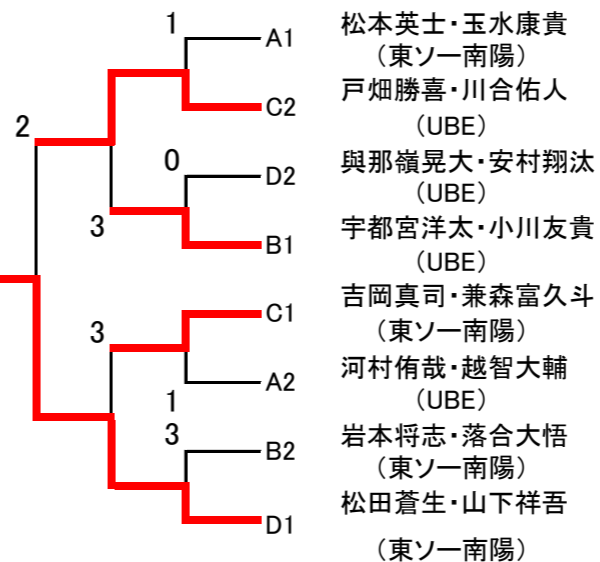 1
A1 松本英士・玉水康貴
(東ソー南陽)
C2 戸畑勝喜・川合佑人
(UBE)
2
0
D2 與那嶺晃大・安村翔汰
(UBE)
3
B1 宇都宮洋太・小川友貴
(UBE)
C1 吉岡真司・兼森富久斗
(東ソー南陽)
3
A2 河村侑哉・越智大輔
(UBE)
1
3
B2 岩本将志・落合大悟
(東ソー南陽)
D1 松田蒼生・山下祥吾
(東ソー南陽)